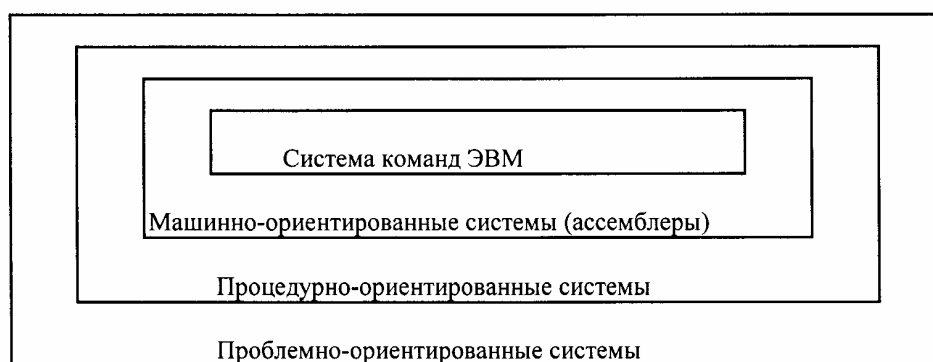 Система команд ЭВМ
Машинно-ориентированные системы (ассемблеры)
Процедурно-ориентированные системы
Проблемно-ориентированные системы